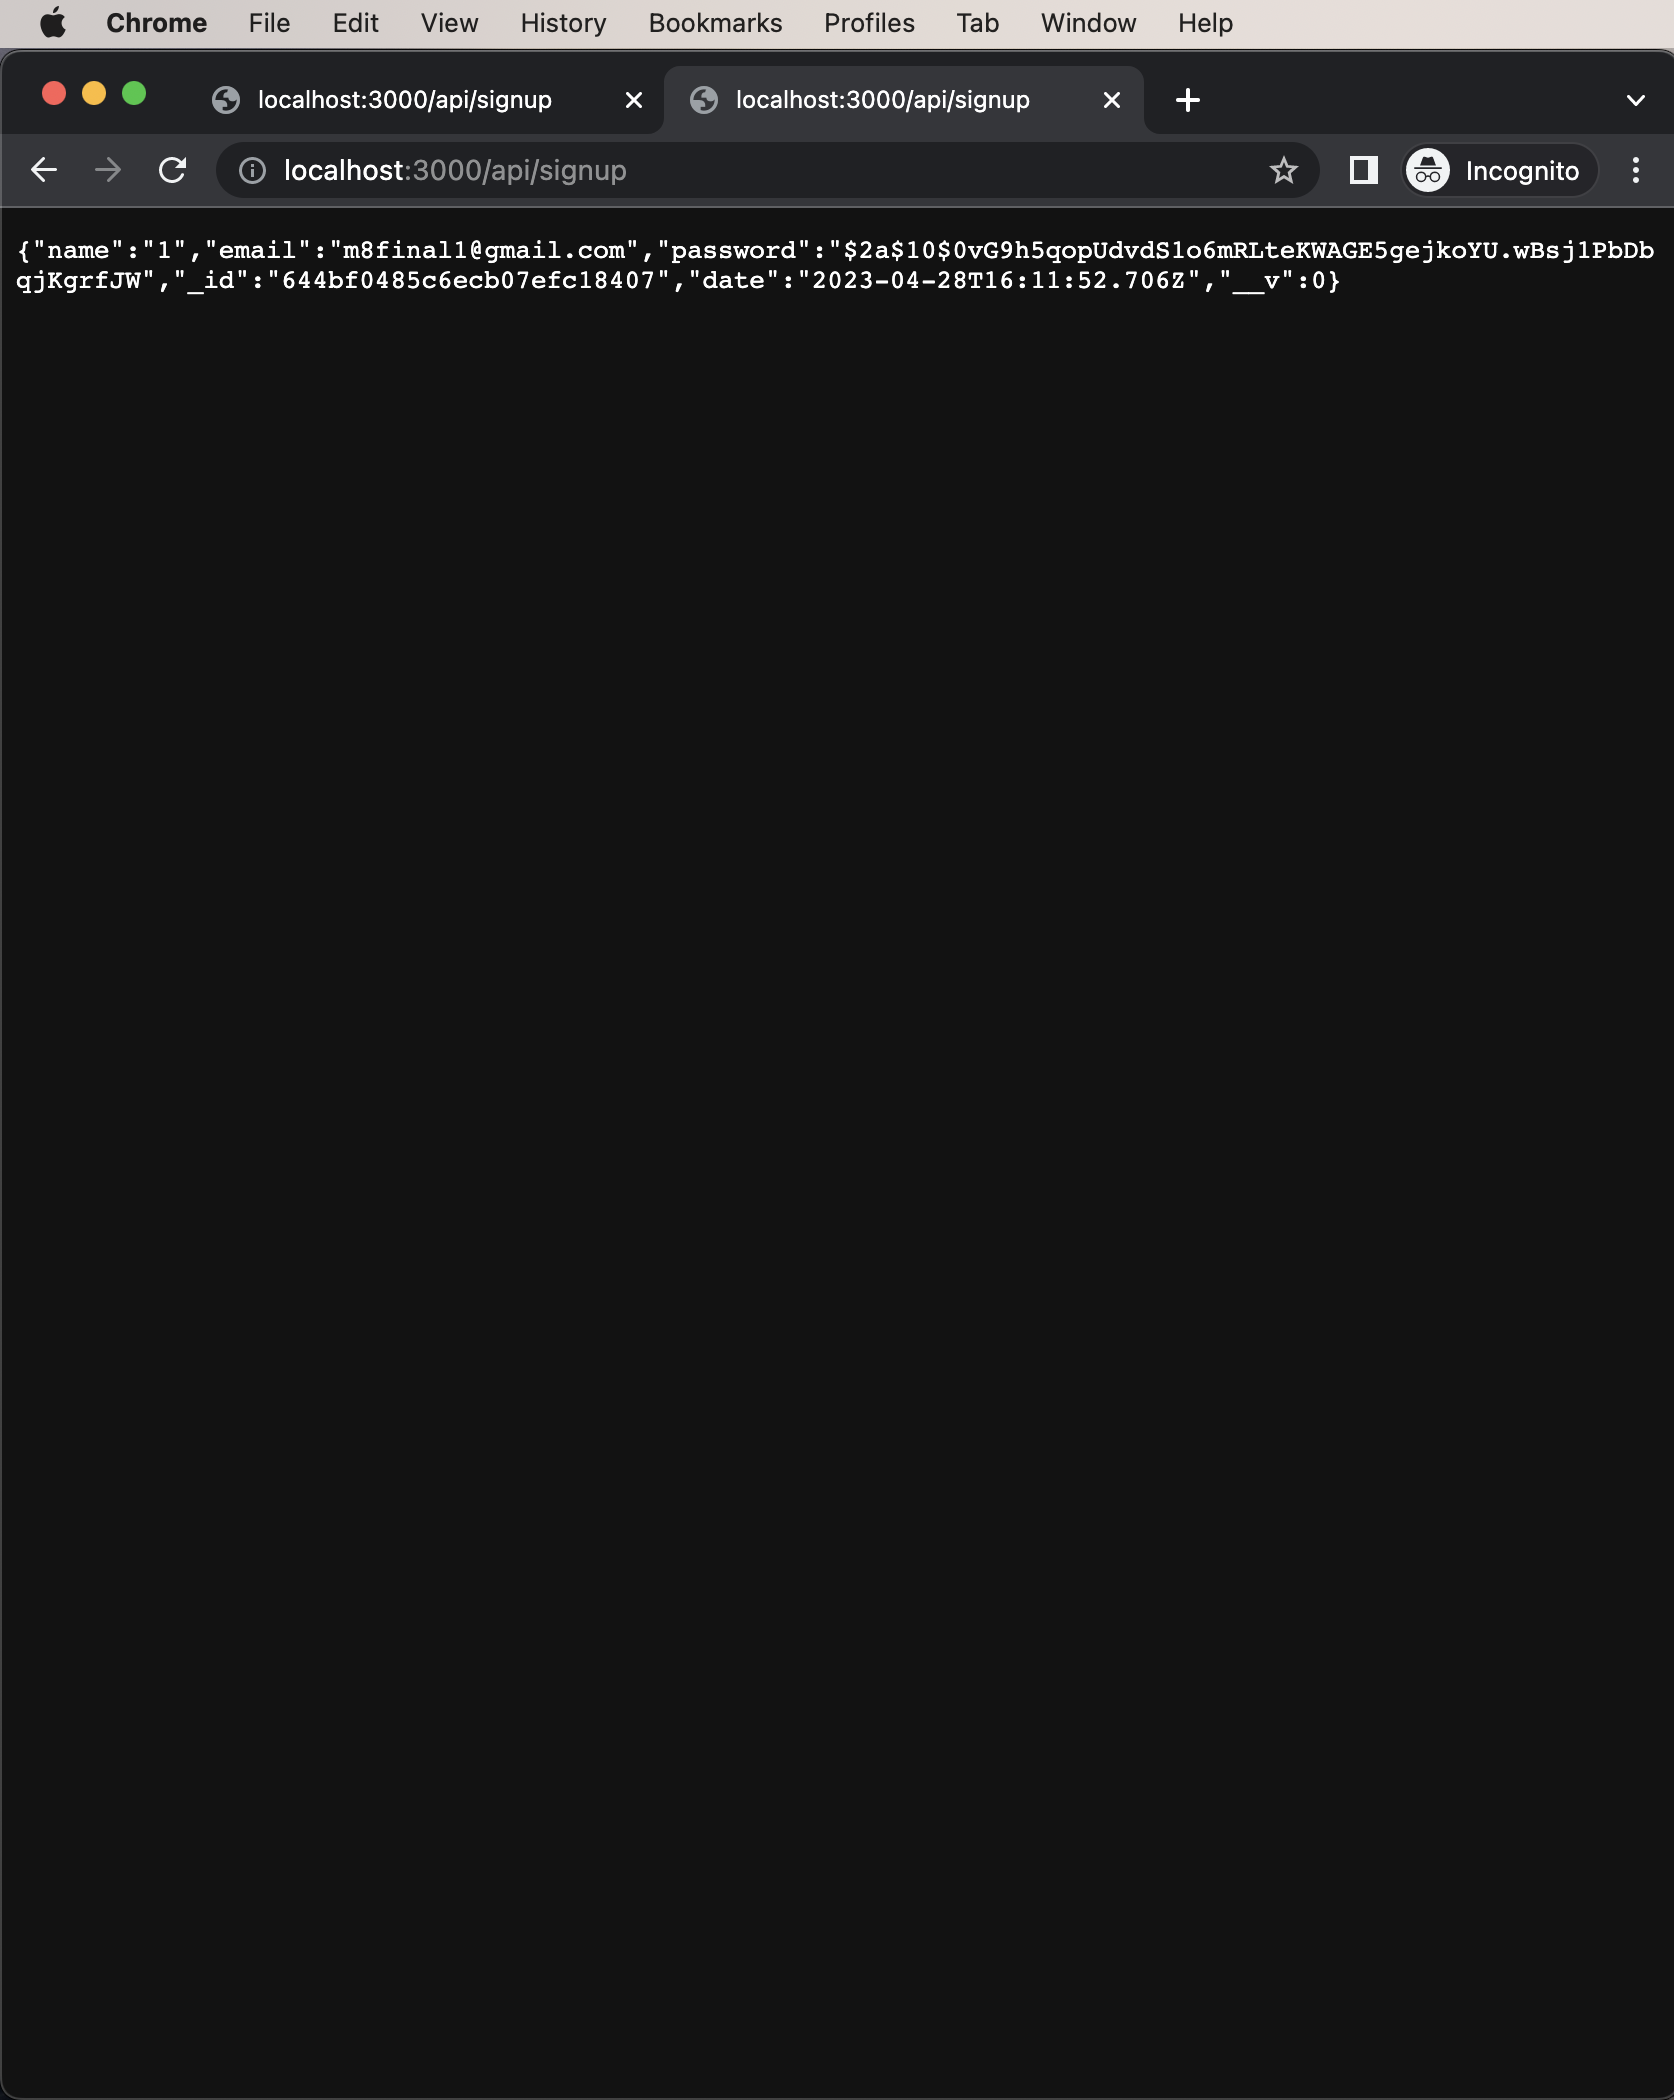 Chrome File Edit View History Bookmarks Profiles Tab Window Help
localhost:3000/api/signup localhost:3000/api/signup
localhost:3000/api/signup Incognito
{"name":"1","email":"m8final1@gmail.com","password":"$2a$10$0vG9h5qopUdvdS1o6mRLteKWAGE5gejkoYU.wBsj1PbDb
qjKgrfJW","_id":"644bf0485c6ecb07efc18407","date":"2023-04-28T16:11:52.706Z","__v":0}